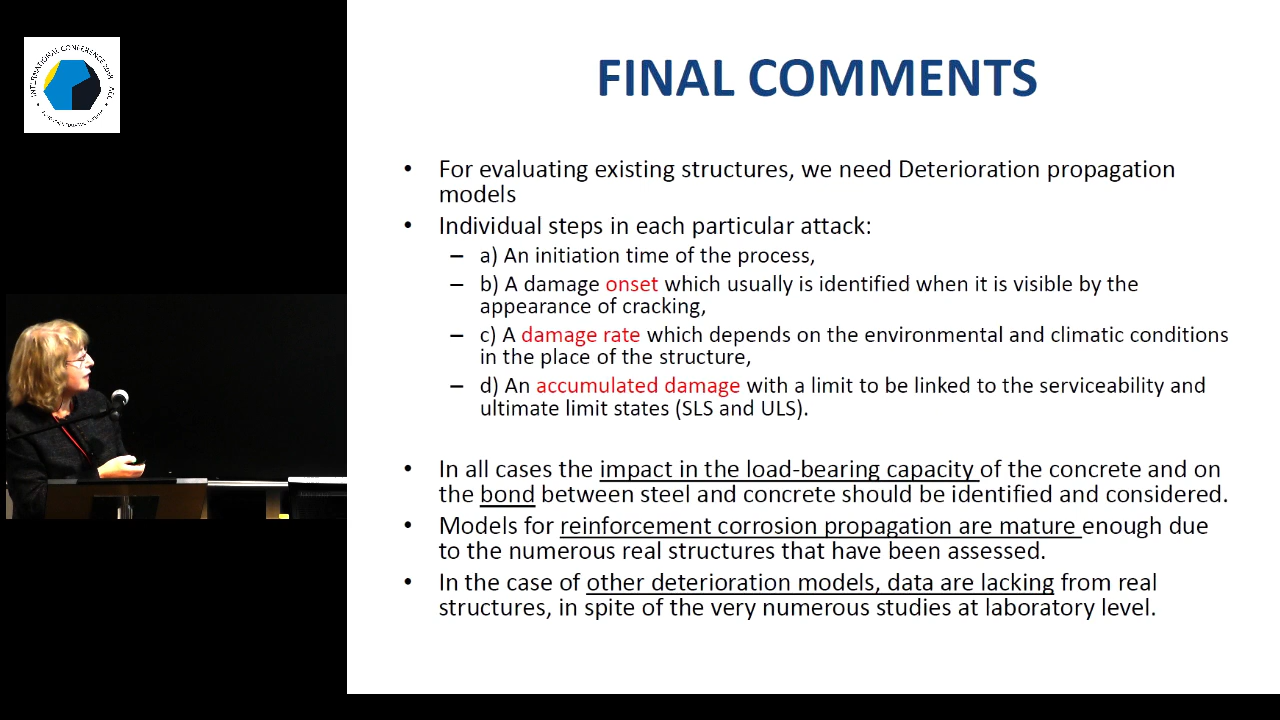 INTERNATIONAL CONFERENCE
FINAL COMMENTS
• For evaluating existing structures, we need Deterioration propagation
models
• Individual steps in each particular attack:
– a) An initiation time of the process,
– b) A damage onset which usually is identified when it is visible by the
appearance of cracking,
– c) A damage rate which depends on the environmental and climatic conditions
in the place of the structure,
– d) An accumulated damage with a limit to be linked to the serviceability and
ultimate limit states (SLS and ULS).
• In all cases the impact in the load-bearing capacity of the concrete and on
the bond between steel and concrete should be identified and considered.
• Models for reinforcement corrosion propagation are mature enough due
to the numerous real structures that have been assessed.
• In the case of other deterioration models, data are lacking from real
structures, in spite of the very numerous studies at laboratory level.